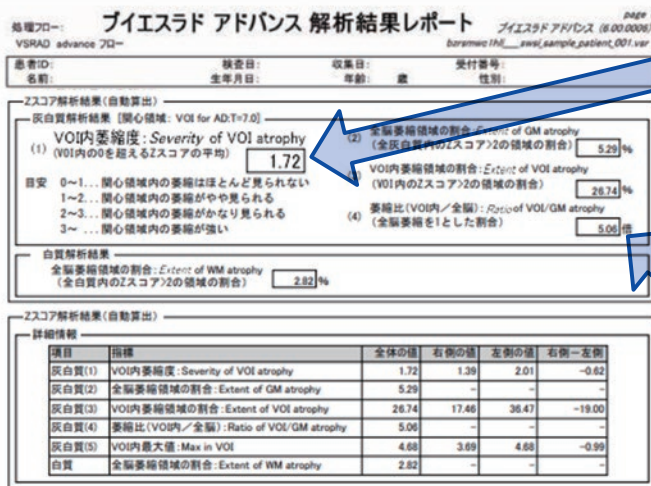 page
処理フロー: ブイエスラド アドバンス 解析結果レポート ブイエスラド アドバンス (6.00.0006)
VSRAD advance フロー
患者ID: 検査日: 収集日: 受付番号:
名前: 生年月日: 年齢: 歳 性別:
Zスコア解析結果(自動算出)
灰白質解析結果 [関心領域: VOI for AD:T=7.0]
(1) VOI内萎縮度:Severity of VOI atrophy
(VOI内の0を超えるZスコアの平均) 1.72
目安 0~1...関心領域内の萎縮はほとんど見られない
1~2...関心領域内の萎縮がやや見られる
2~3...関心領域内の萎縮がかなり見られる
3~ ...関心領域内の萎縮が強い
(2) 全脳萎縮領域の割合: of GM atrophy
(全灰白質内のZスコア>2の領域の割合) 5.29 %
VOI内萎縮領域の割合:Extent of VOI atrophy
(VOI内のZスコア>2の領域の割合) 26.74 %
(4) 萎縮比(VOI内/全脳):Ratio of VOI/GM atrophy
(全脳萎縮を1とした割合) 5.06 倍
白質解析結果
全脳萎縮領域の割合:Extent of WM atrophy
(全白質内のZスコア>2の領域の割合) 2.82 %
Zスコア解析結果(自動算出)
詳細情報
項目 指標 全体の値 右側の値 左側の値 右側-左側
灰白質(1) VOI内萎縮度:Severity of VOI atrophy 1.72 1.39 2.01 -0.62
灰白質(2) 全脳萎縮領域の割合:Extent of GM atrophy 5.29 - - -
灰白質(3) VOI内萎縮領域の割合:Extent of VOI atrophy 26.74 17.46 36.47 -19.00
灰白質(4) 萎縮比(VOI内/全脳):Ratio of VOI/GM atrophy 5.06 - - -
灰白質(5) VOI内最大値:Max in VOI 4.68 3.69 4.68 -0.99
白質 全脳萎縮領域の割合:Extent of WM atrophy 2.82 - - -